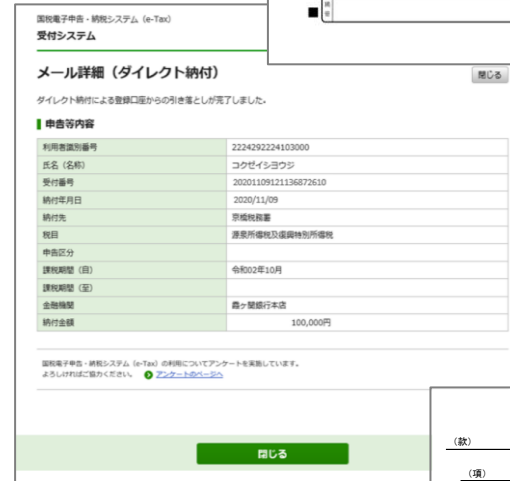 国税電子申告・納税システム（e-Tax）
受付システム
メール詳細（ダイレクト納付）
閉じる
ダイレクト納付による登録口座からの引き落としが完了しました。
申告等内容
利用者識別番号 2224292224103000
氏名（名称） コクゼイショウジ
受付番号 20201109121136872610
納付年月日 2020/11/09
納付先 京橋税務署
税目 源泉所得税及復興特別所得税
申告区分
課税期間（自） 令和02年10月
課税期間（至）
金融機関 霞ヶ関銀行本店
納付金額 100,000円
国税電子申告・納税システム（e-Tax）の利用についてアンケートを実施しています。
よろしければご協力ください。 アンケートのページへ
閉じる
（款）
（項）